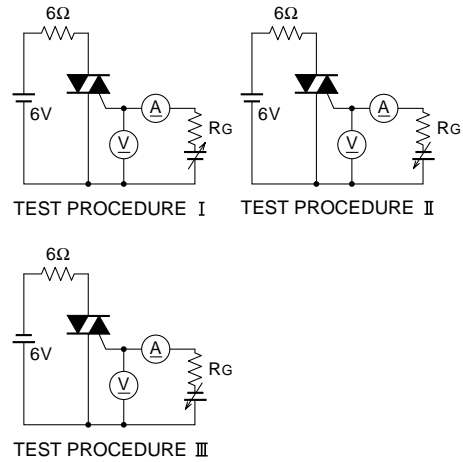 6Ω
6V
A
V
RG
TEST PROCEDURE Ⅰ
6Ω
6V
A
V
RG
TEST PROCEDURE Ⅱ
6Ω
6V
A
V
RG
TEST PROCEDURE Ⅲ